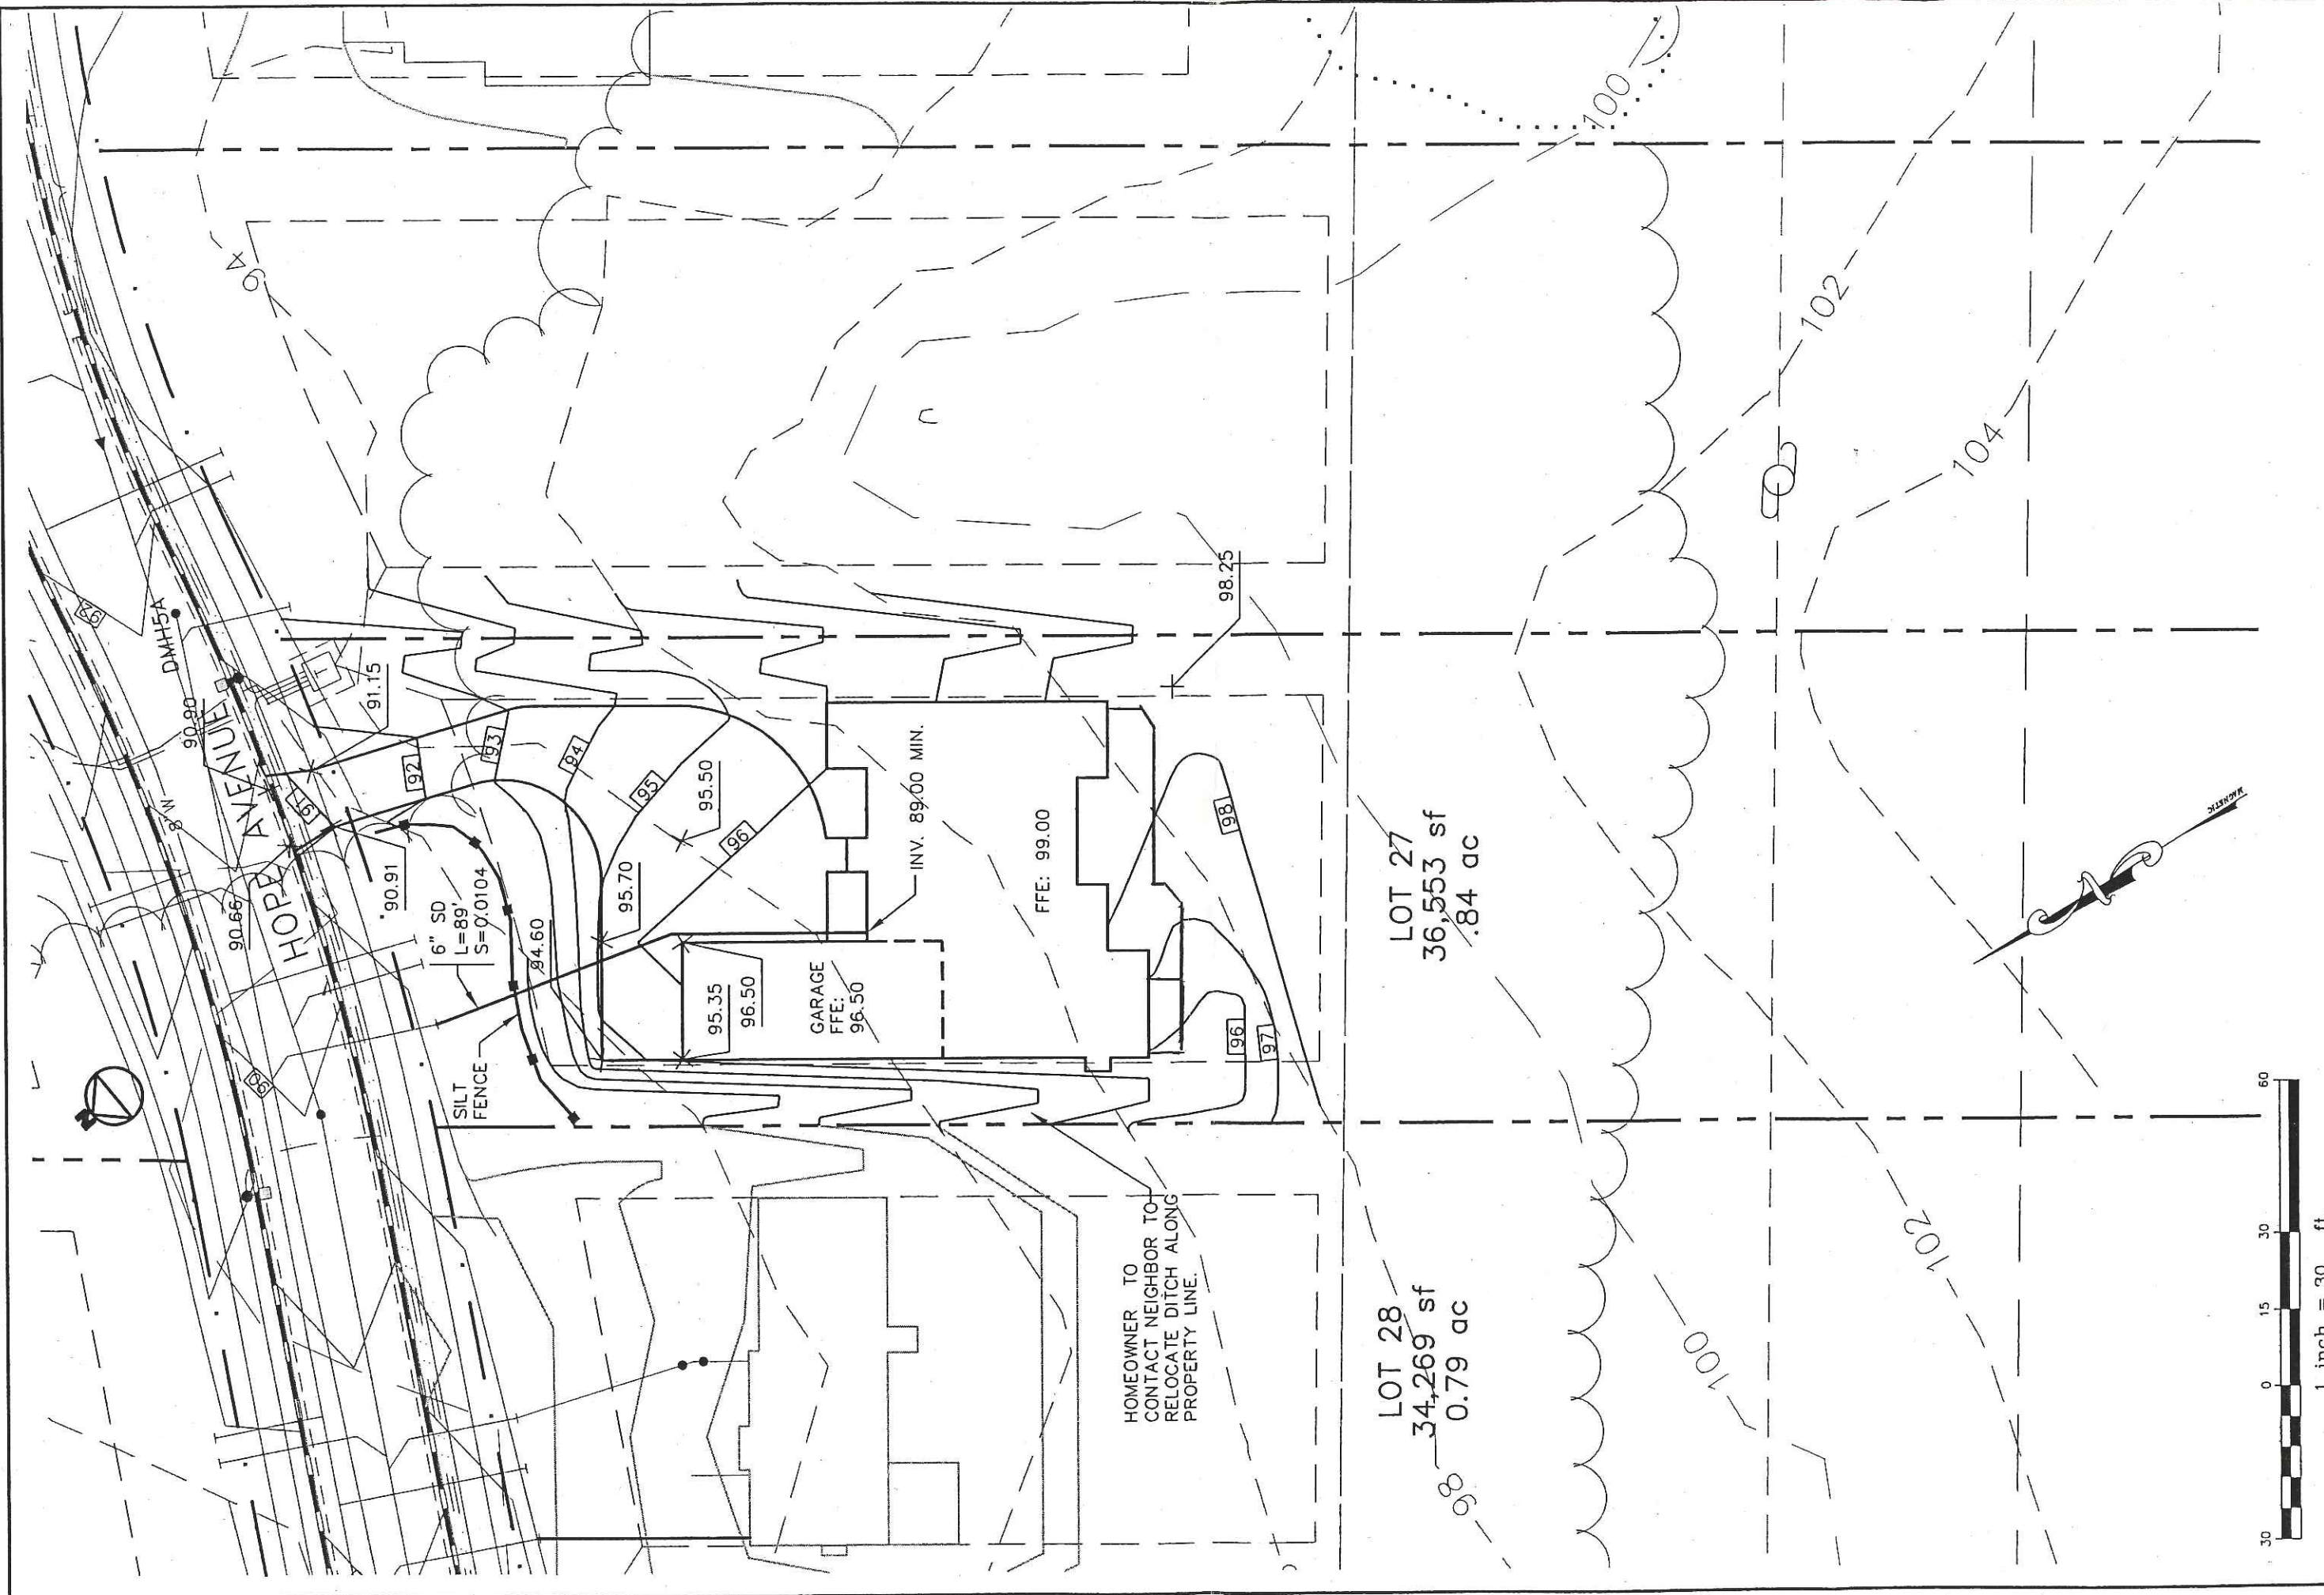 HOPE AVENUE
DMH5A
8"W
90.90
91.15
90.66
90.91
92
90
91
92
93
94
95
96
95.50
95.70
94.60
95.35
96.50
6" SD
L=89'
S=0.0104
SILT
FENCE
GARAGE
FFE:
96.50
INV. 89.00 MIN.
FFE: 99.00
98.25
98
97
96
HOMEOWNER TO
CONTACT NEIGHBOR TO
RELOCATE DITCH ALONG
PROPERTY LINE.
LOT 27
36,553 sf
.84 ac
LOT 28
34,269 sf
0.79 ac
94
100
102
104
98
100
102
MAGNETIC
30
0
15
30
60
1 inch = 30 ft.